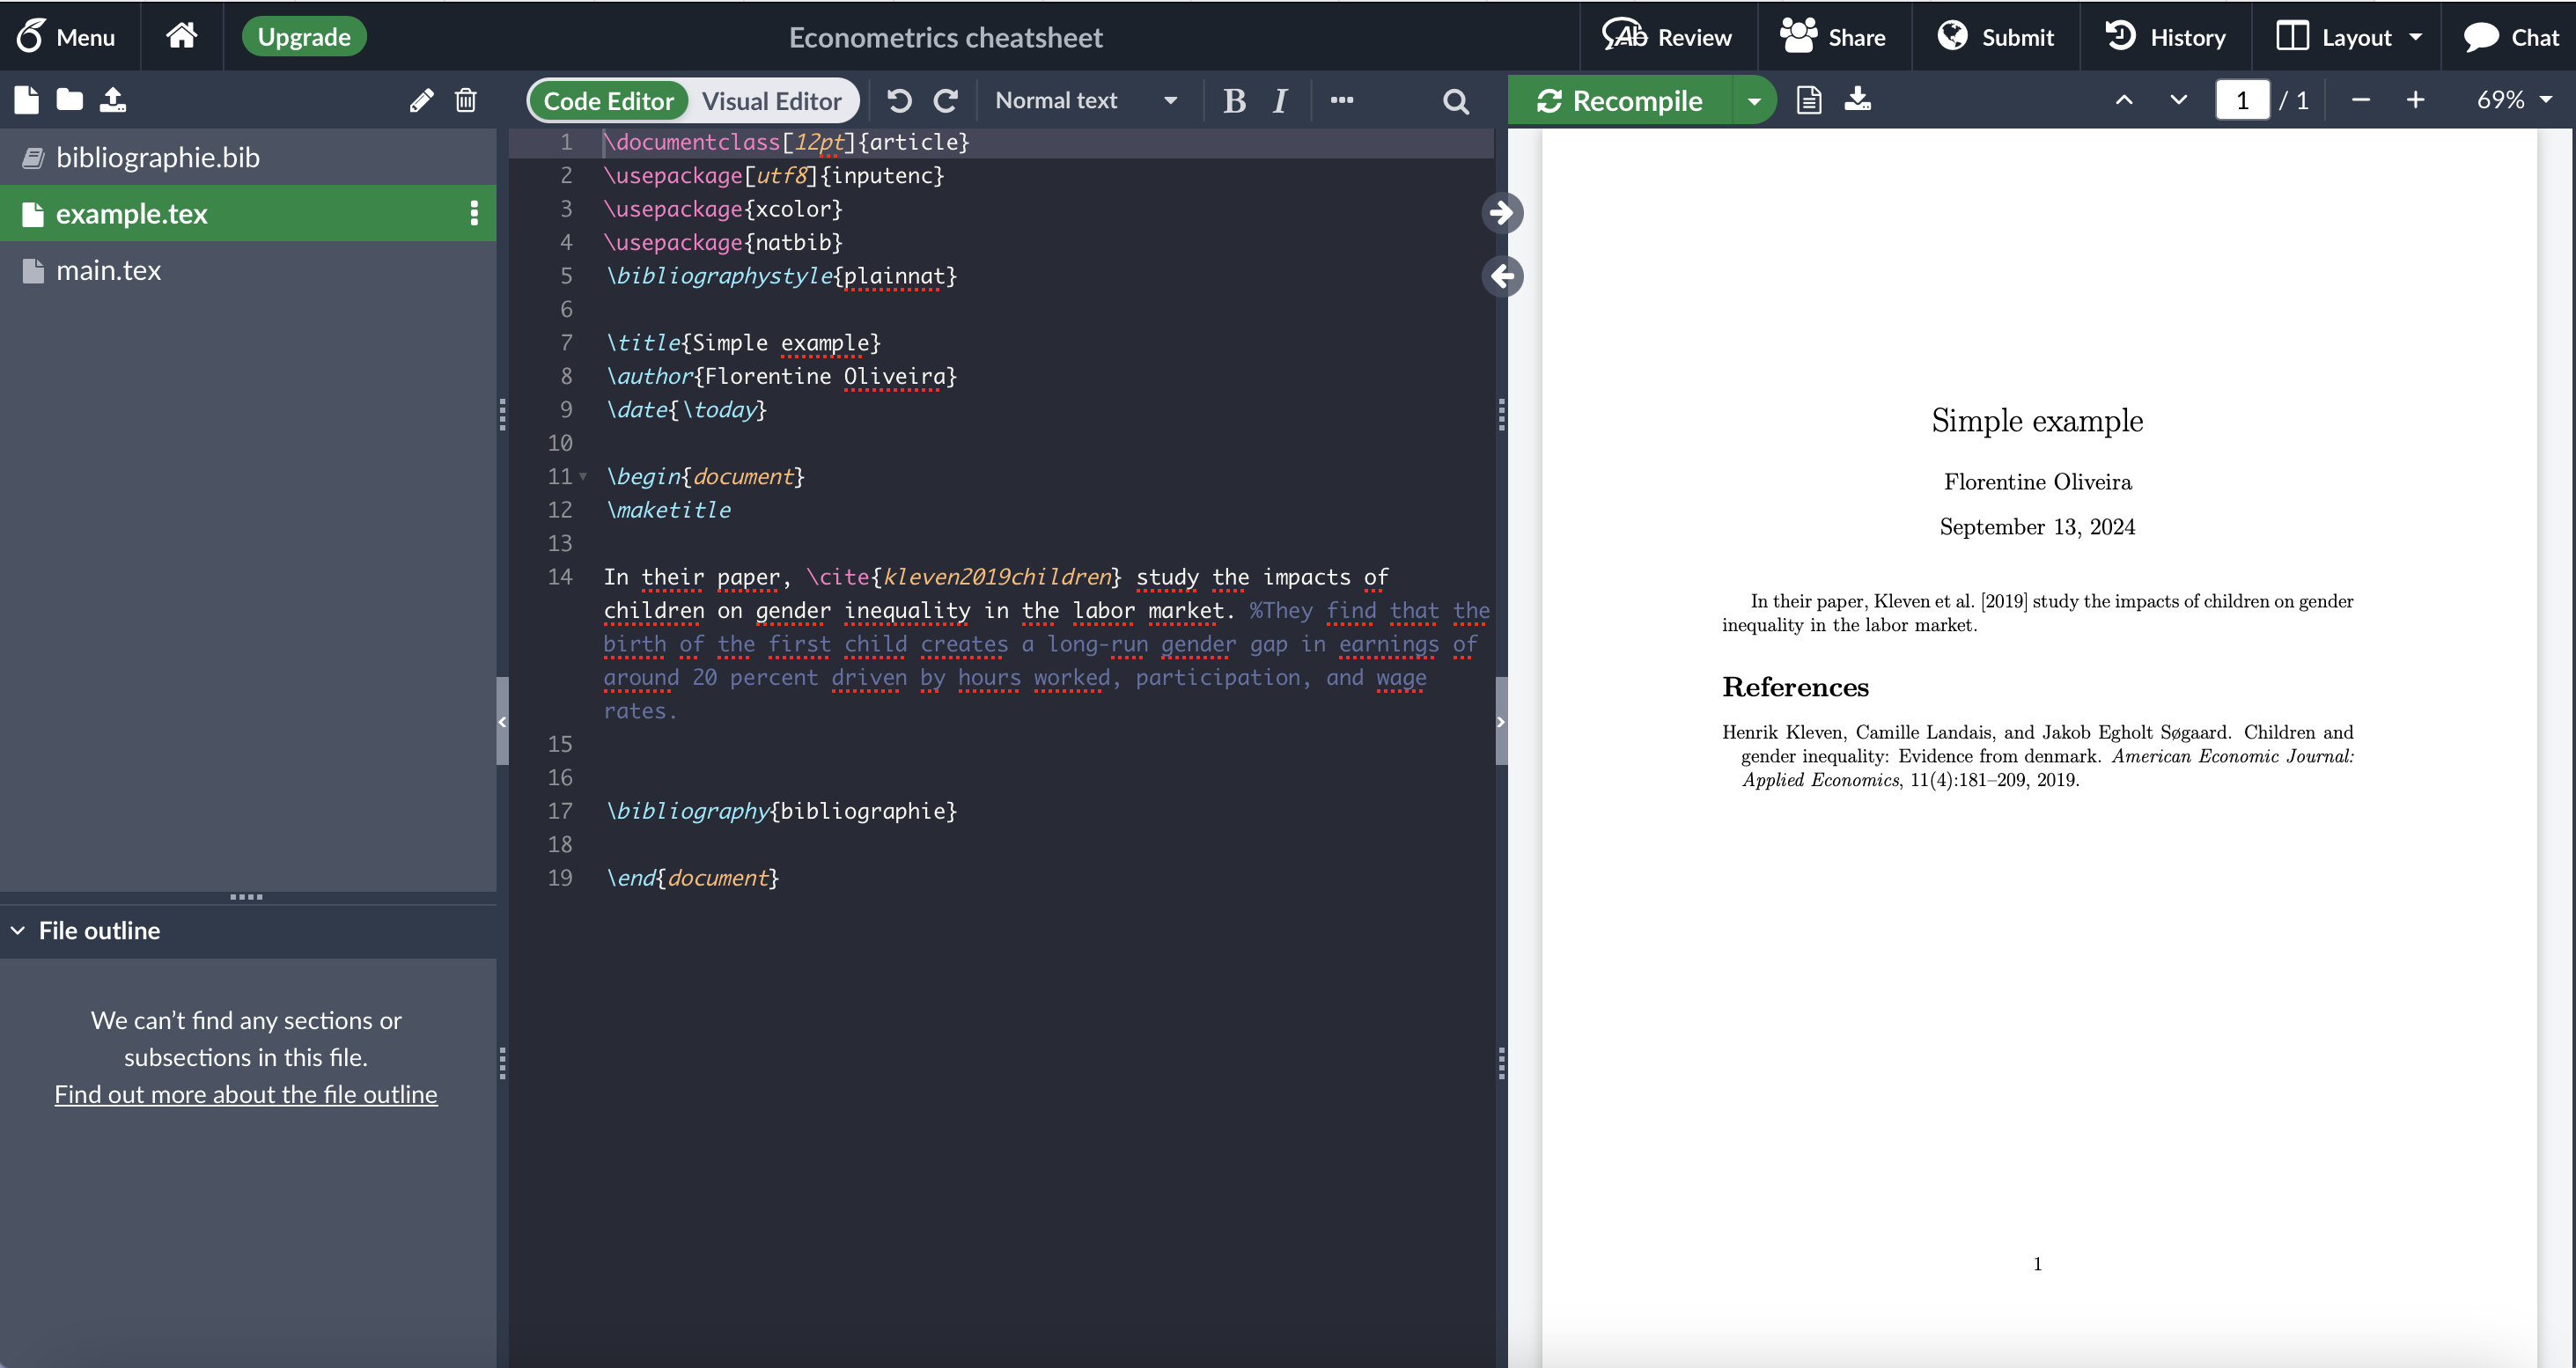 Menu
Upgrade
Econometrics cheatsheet
Review
Share
Submit
History
Layout
Chat
Code Editor
Visual Editor
Normal text
B
I
Recompile
1 / 1
69%
bibliographie.bib
example.tex
main.tex
File outline
We can’t find any sections or
subsections in this file.
Find out more about the file outline
1 \documentclass[12pt]{article}
2 \usepackage[utf8]{inputenc}
3 \usepackage{xcolor}
4 \usepackage{natbib}
5 \bibliographystyle{plainnat}
6
7 \title{Simple example}
8 \author{Florentine Oliveira}
9 \date{\today}
10
11 \begin{document}
12 \maketitle
13
14 In their paper, \cite{kleven2019children} study the impacts of
children on gender inequality in the labor market. %They find that the
birth of the first child creates a long-run gender gap in earnings of
around 20 percent driven by hours worked, participation, and wage
rates.
15
16
17 \bibliography{bibliographie}
18
19 \end{document}
Simple example
Florentine Oliveira
September 13, 2024
In their paper, Kleven et al. [2019] study the impacts of children on gender
inequality in the labor market.
References
Henrik Kleven, Camille Landais, and Jakob Egholt Søgaard. Children and
gender inequality: Evidence from denmark. American Economic Journal:
Applied Economics, 11(4):181–209, 2019.
1